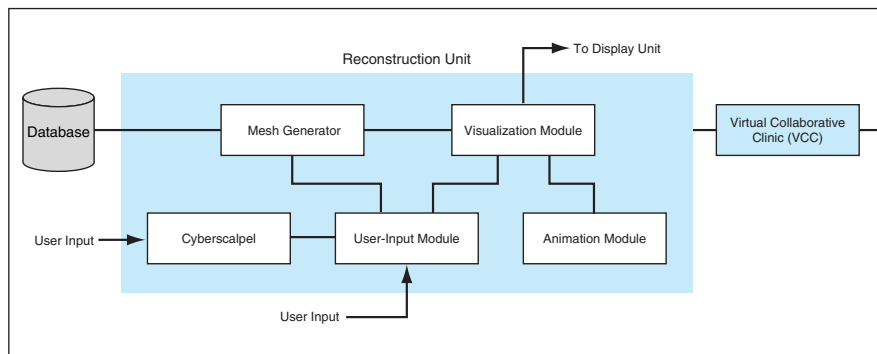 To Display Unit
Reconstruction Unit
Database
Mesh Generator
Visualization Module
Virtual Collaborative
Clinic (VCC)
User Input
Cyberscalpel
User-Input Module
Animation Module
User Input